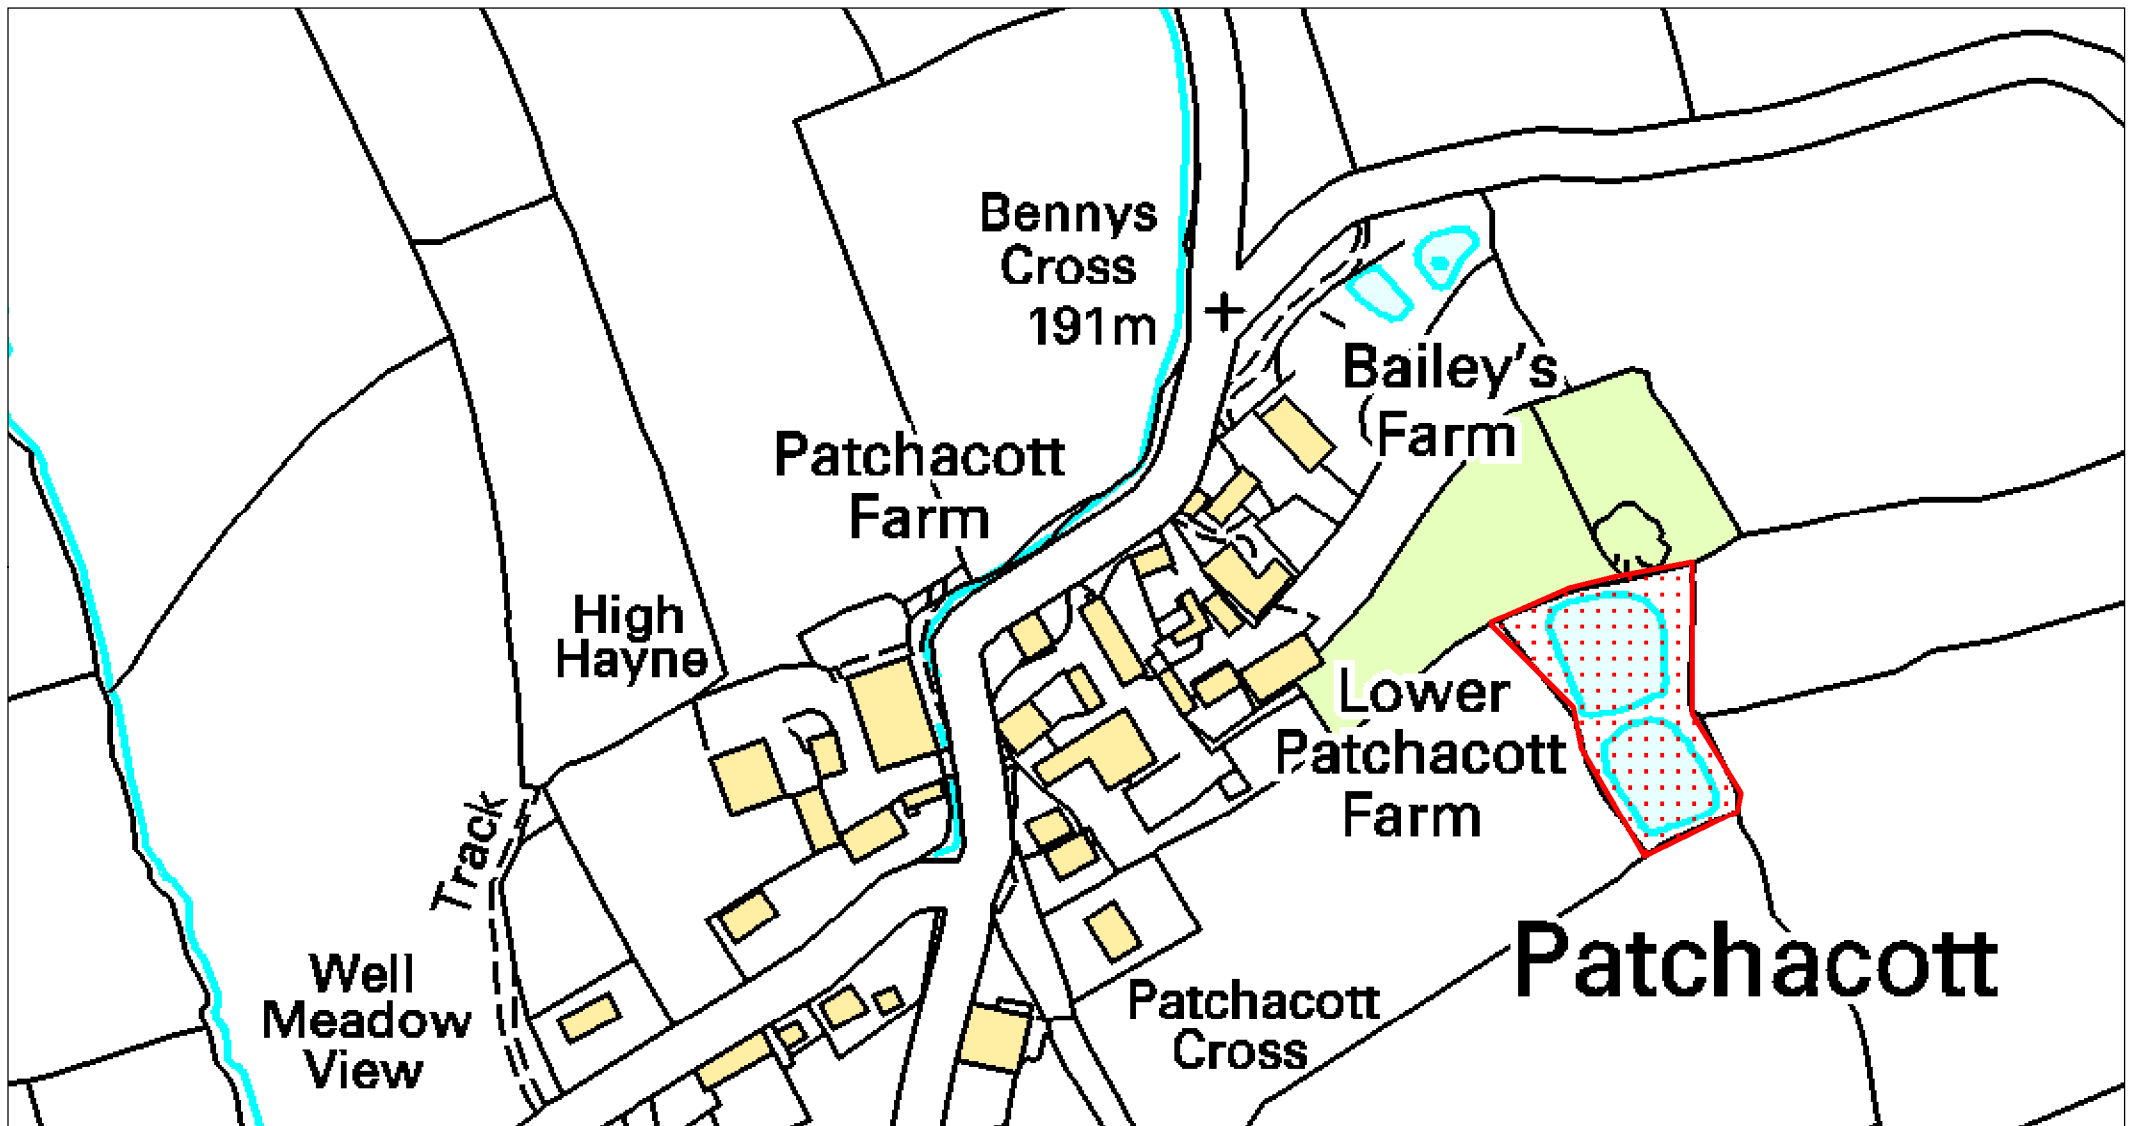 Bennys
Cross
191m
Bailey's
Farm
Patchacott
Farm
High
Hayne
Lower
Patchacott
Farm
Track
Patchacott
Well
Meadow
View
Patchacott
Cross